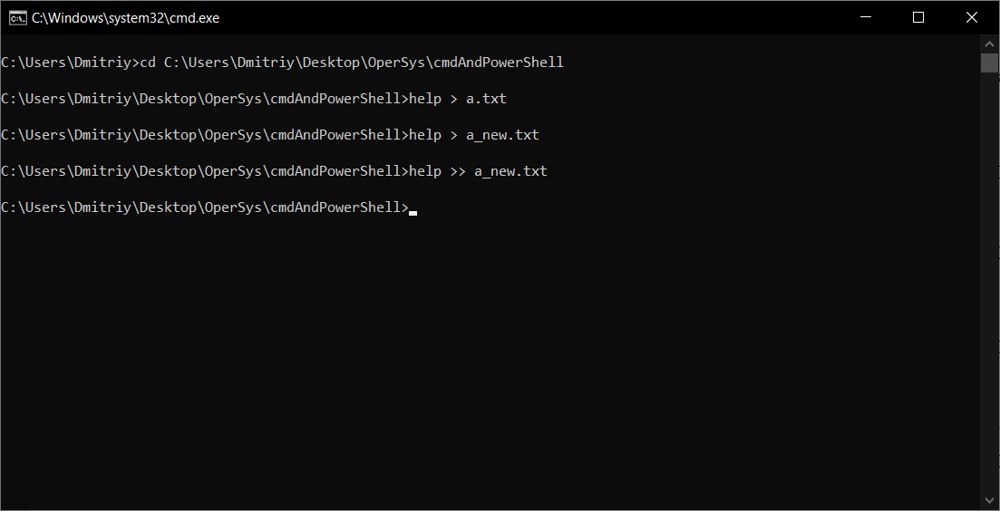 C:\Windows\system32\cmd.exe
C:\Users\Dmitriy>cd C:\Users\Dmitriy\Desktop\OperSys\cmdAndPowerShell
C:\Users\Dmitriy\Desktop\OperSys\cmdAndPowerShell>help > a.txt
C:\Users\Dmitriy\Desktop\OperSys\cmdAndPowerShell>help > a_new.txt
C:\Users\Dmitriy\Desktop\OperSys\cmdAndPowerShell>help >> a_new.txt
C:\Users\Dmitriy\Desktop\OperSys\cmdAndPowerShell>